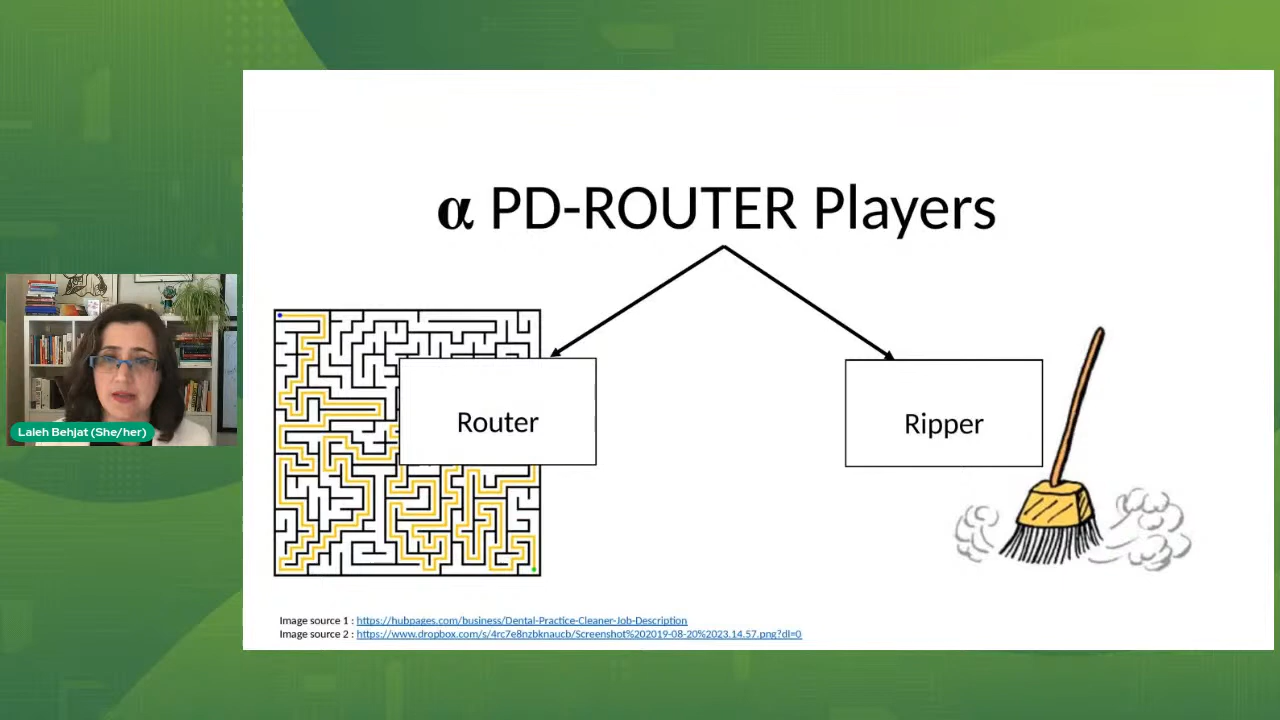 α PD-ROUTER Players
Router
Ripper
Laleh Behjat (She/her)
Image source 1 : https://hubpages.com/business/Dental-Practice-Cleaner-Job-Description
Image source 2 : https://www.dropbox.com/s/4rc7e8nzbknaucb/Screenshot%202019-08-20%2023.14.57.png?dl=0